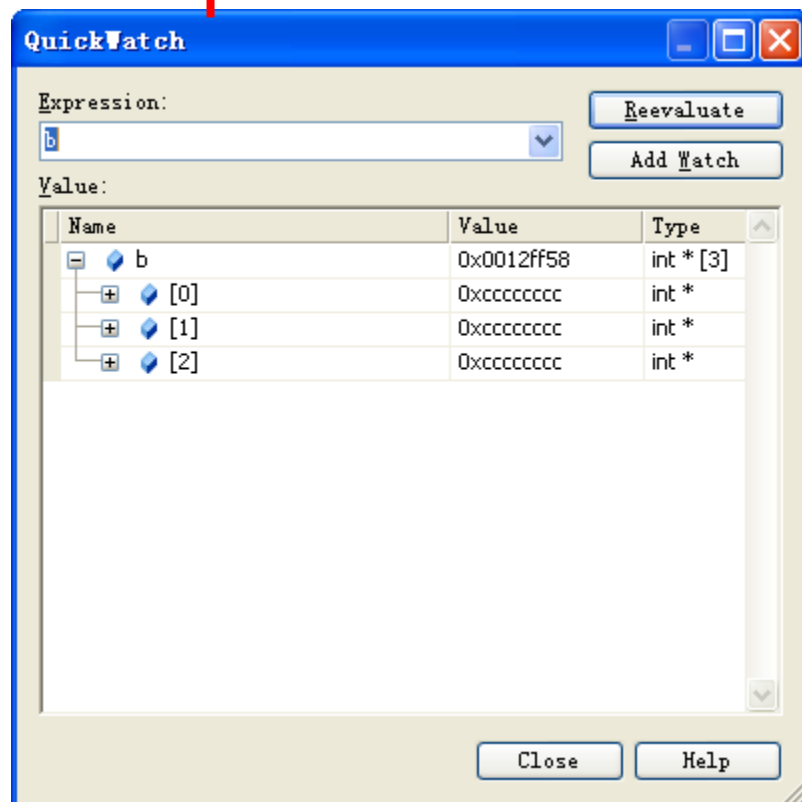 QuickWatch
Expression:
Reevaluate
b
Add Watch
Value:
Name Value Type
b 0x0012ff58 int * [3]
[0] 0xcccccccc int *
[1] 0xcccccccc int *
[2] 0xcccccccc int *
Close Help